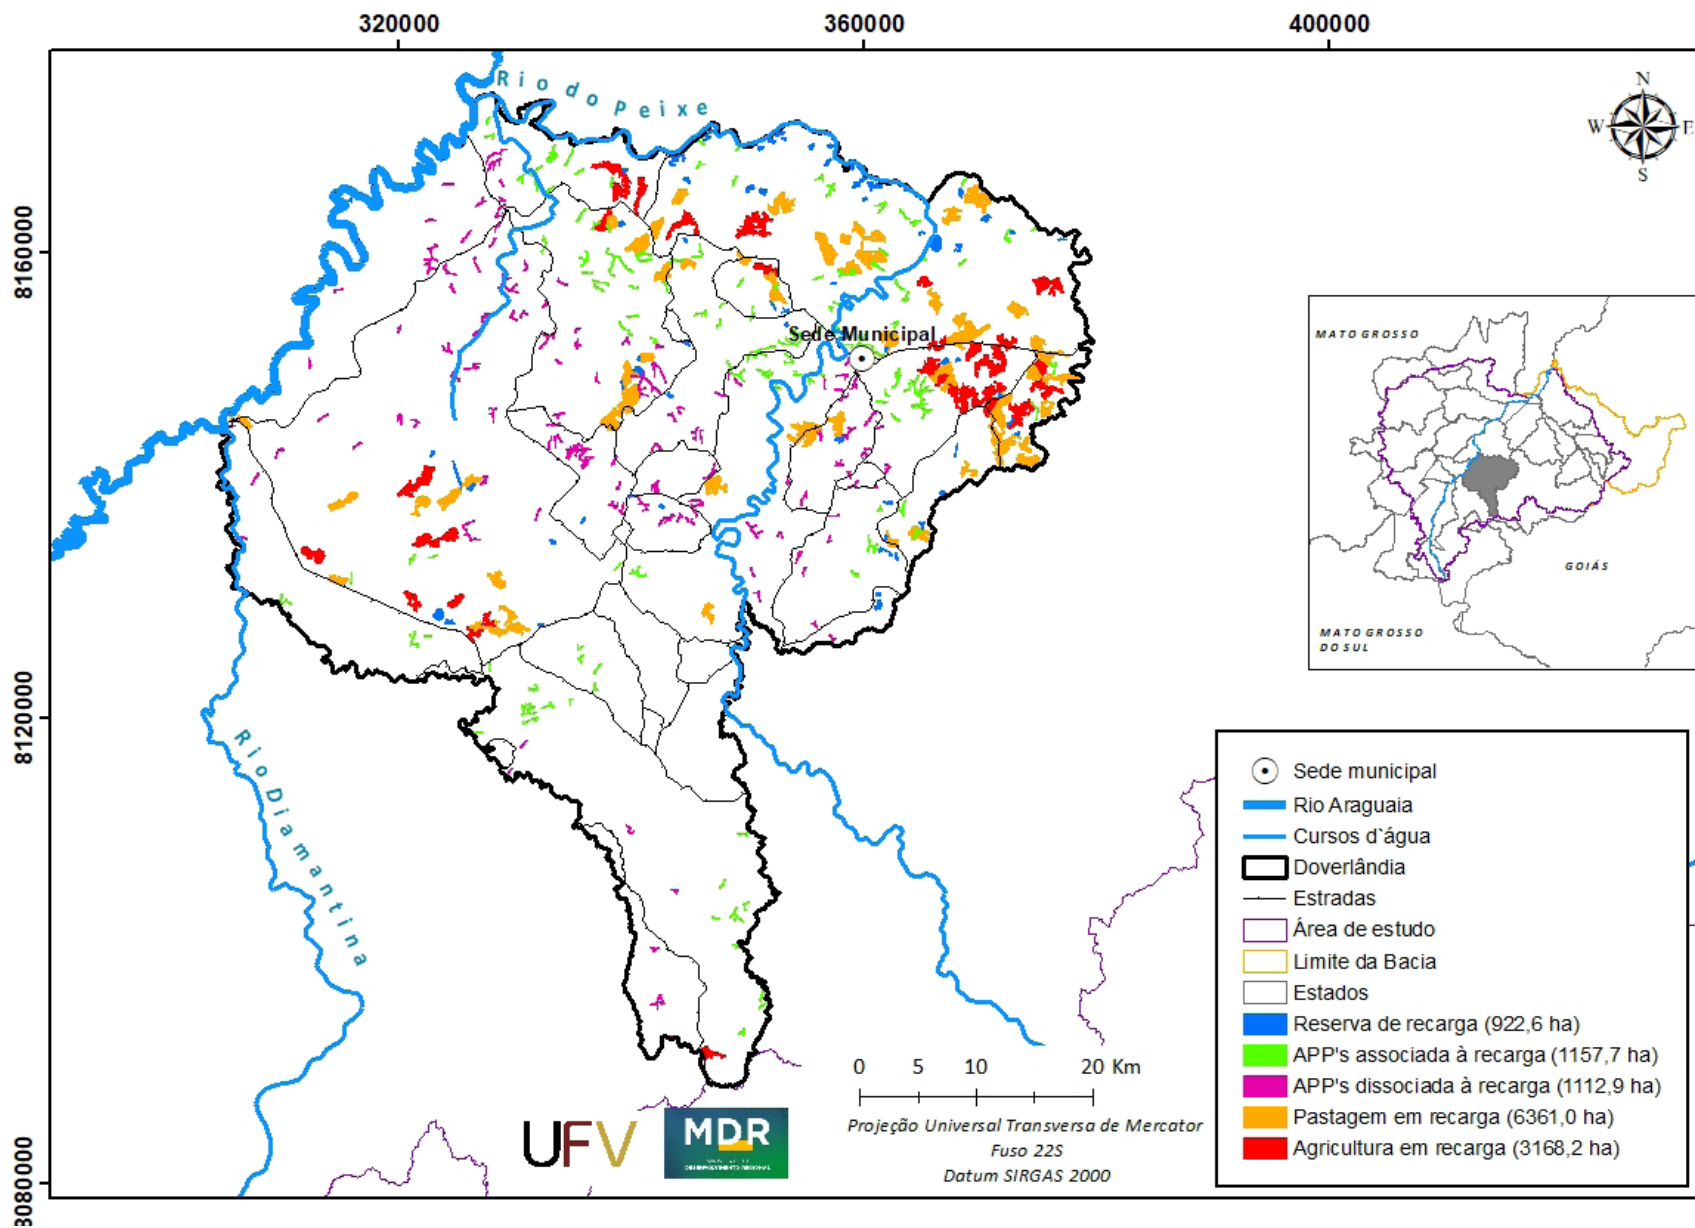 320000
360000
400000
Rio do Peixe
N
W
E
S
8160000
Sede Municipal
MATO GROSSO
GOIÁS
MATO GROSSO
DO SUL
8120000
Rio Diamantina
Sede municipal
Rio Araguaia
Cursos d`água
Doverlândia
Estradas
Área de estudo
Limite da Bacia
Estados
Reserva de recarga (922,6 ha)
APP's associada à recarga (1157,7 ha)
APP's dissociada à recarga (1112,9 ha)
Pastagem em recarga (6361,0 ha)
Agricultura em recarga (3168,2 ha)
0 5 10 20 Km
Projeção Universal Transversa de Mercator
Fuso 22S
Datum SIRGAS 2000
UFV
MDR
DESENVOLVIMENTO REGIONAL
8080000